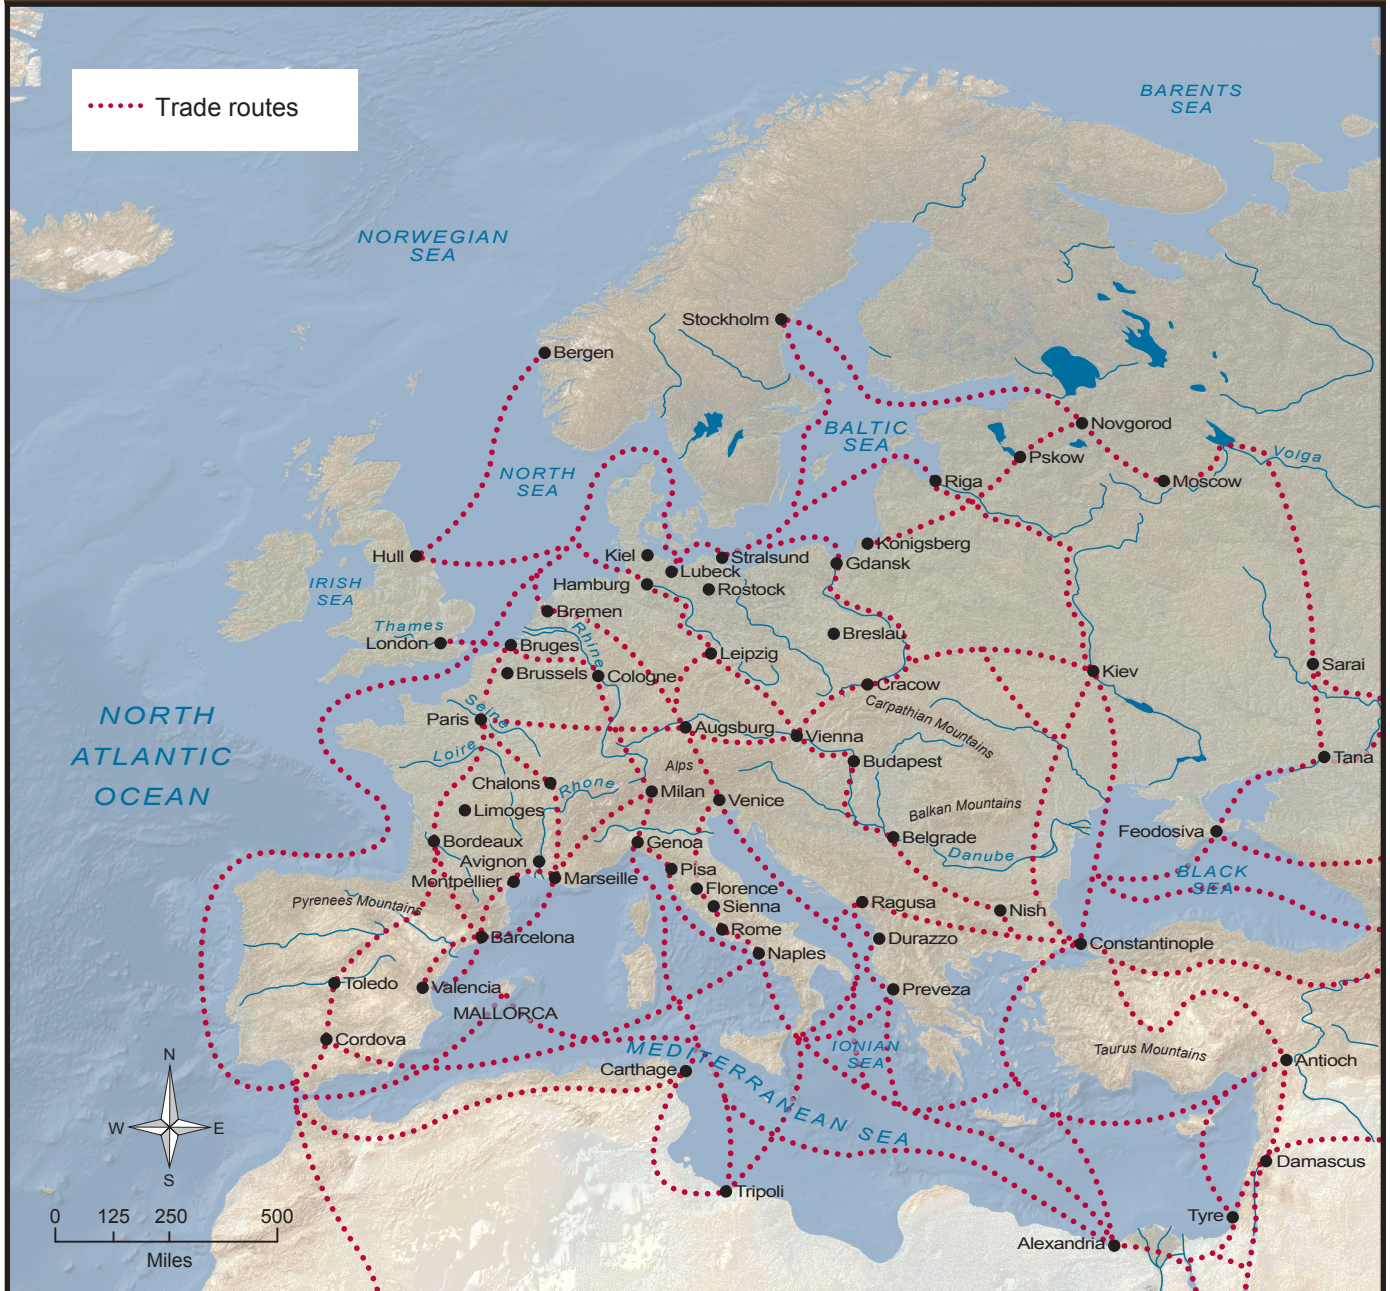 Trade routes
BARENTS
SEA
NORWEGIAN
SEA
Stockholm
Bergen
BALTIC
SEA
Novgorod
Pskow
Volga
NORTH
SEA
Riga
Moscow
Hull
Kiel
Stralsund
Konigsberg
Gdansk
Lubeck
IRISH
SEA
Hamburg
Rostock
Bremen
Thames
London
Rhine
Breslau
Bruges
Leipzig
Sarai
Brussels
Cologne
Kiev
Cracow
Seine
Paris
NORTH
ATLANTIC
OCEAN
Augsburg
Vienna
Carpathian Mountains
Loire
Alps
Budapest
Tana
Chalons
Rhone
Milan
Venice
Limoges
Balkan Mountains
Feodosiva
Bordeaux
Genoa
Belgrade
Danube
Avignon
Pisa
BLACK
SEA
Montpellier
Marseille
Florence
Pyrenees Mountains
Sienna
Ragusa
Nish
Rome
Barcelona
Durazzo
Constantinople
Naples
Toledo
Valencia
Preveza
MALLORCA
Cordova
IONIAN
SEA
MEDITERRANEAN SEA
Taurus Mountains
Antioch
Carthage
N
W
E
S
Damascus
Tripoli
Tyre
Alexandria
0 125 250 500
Miles